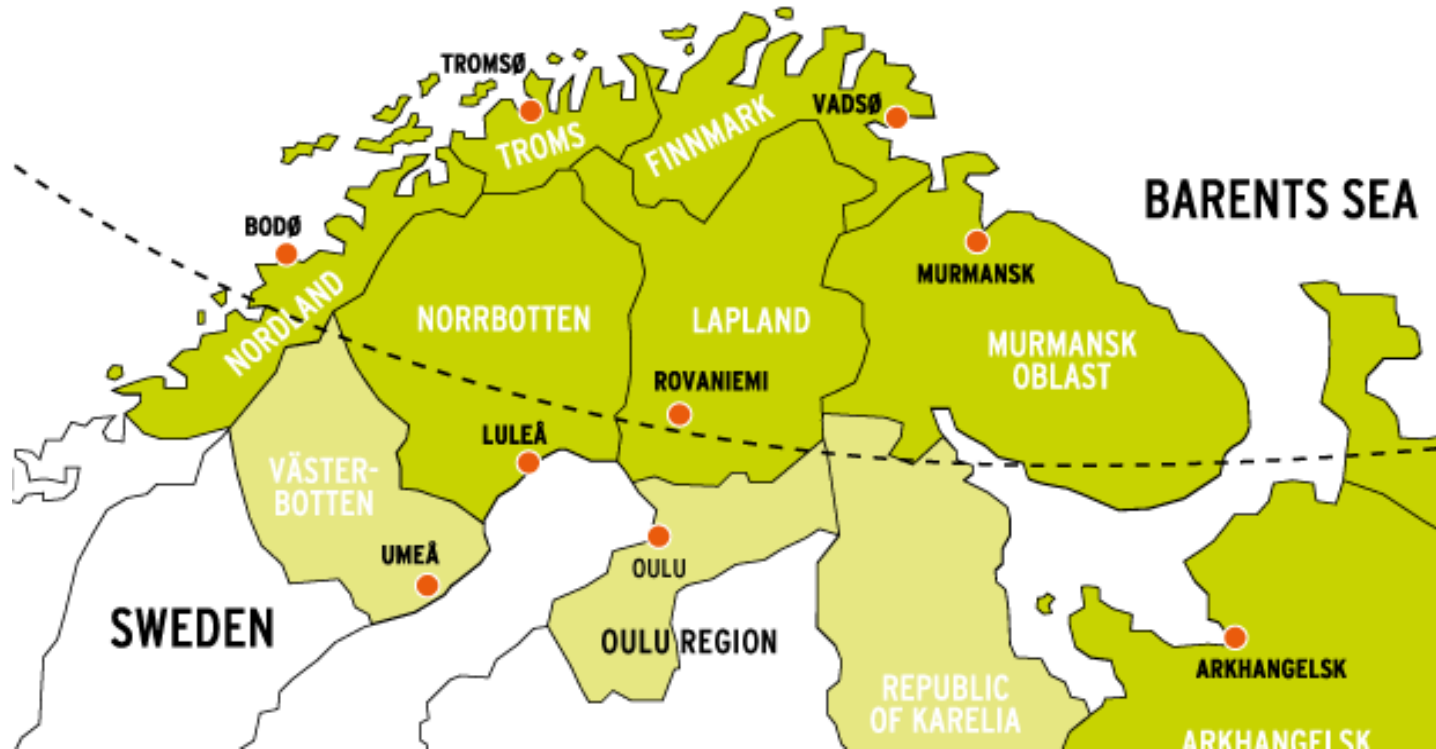 TROMSØ
VADSØ
TROMS
FINNMARK
BARENTS SEA
BODØ
MURMANSK
NORDLAND
NORRBOTTEN
LAPLAND
MURMANSK
OBLAST
ROVANIEMI
LULEÅ
VÄSTER-
BOTTEN
UMEÅ
OULU
SWEDEN
OULU REGION
ARKHANGELSK
REPUBLIC
OF KARELIA
ARKHANGELSK